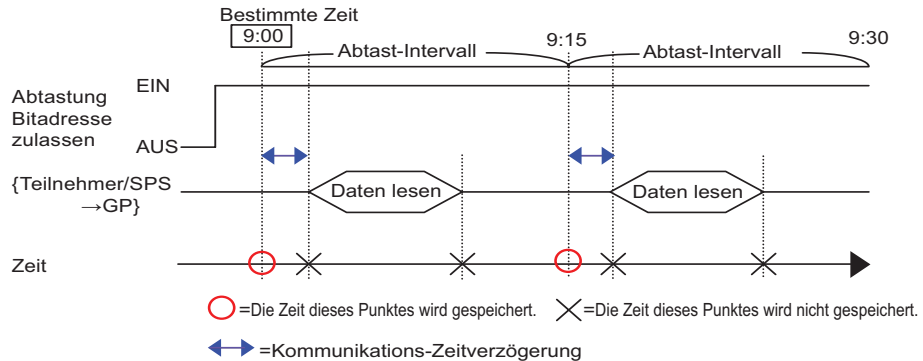 Bestimmte Zeit
9:00
9:15
9:30
Abtast-Intervall
Abtast-Intervall
EIN
Abtastung
Bitadresse
zulassen
AUS
{Teilnehmer/SPS
→GP}
Daten lesen
Daten lesen
Zeit
=Die Zeit dieses Punktes wird gespeichert.
=Die Zeit dieses Punktes wird nicht gespeichert.
=Kommunikations-Zeitverzögerung